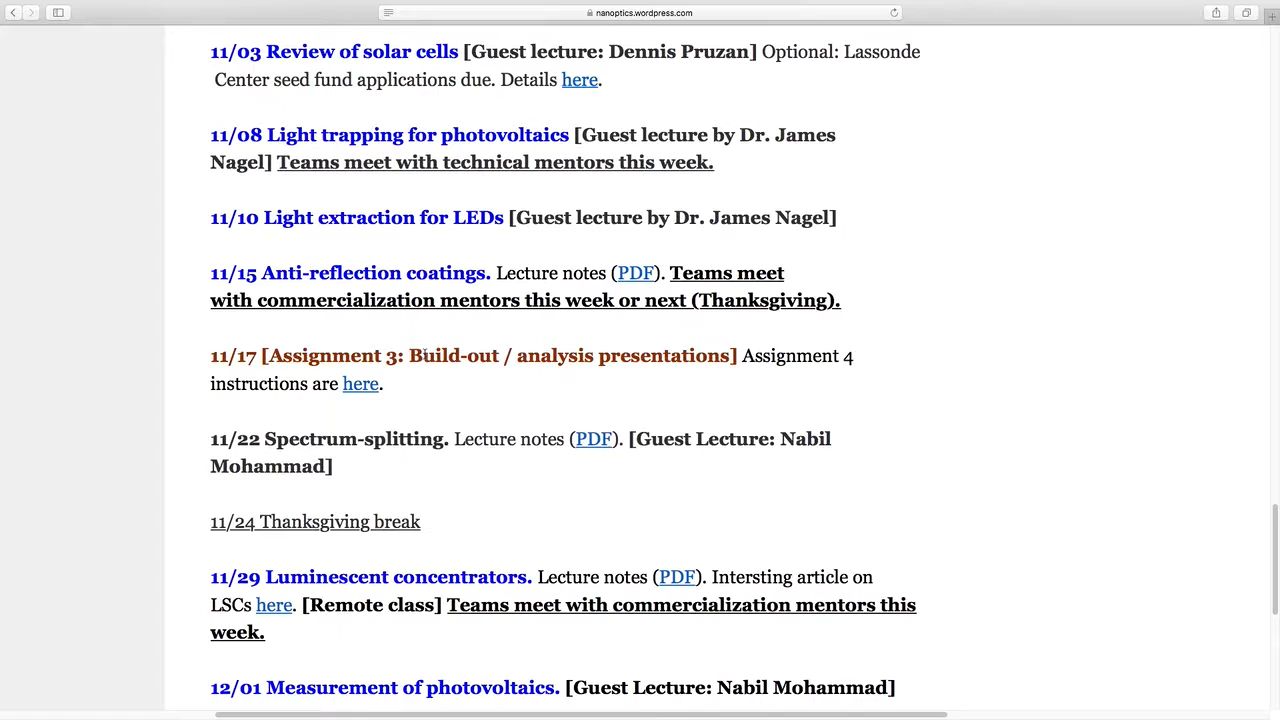 nanoptics.wordpress.com
11/03 Review of solar cells [Guest lecture: Dennis Pruzan] Optional: Lassonde
Center seed fund applications due. Details here.
11/08 Light trapping for photovoltaics [Guest lecture by Dr. James
Nagel] Teams meet with technical mentors this week.
11/10 Light extraction for LEDs [Guest lecture by Dr. James Nagel]
11/15 Anti-reflection coatings. Lecture notes (PDF). Teams meet
with commercialization mentors this week or next (Thanksgiving).
11/17 [Assignment 3: Build-out / analysis presentations] Assignment 4
instructions are here.
11/22 Spectrum-splitting. Lecture notes (PDF). [Guest Lecture: Nabil
Mohammad]
11/24 Thanksgiving break
11/29 Luminescent concentrators. Lecture notes (PDF). Intersting article on
LSCs here. [Remote class] Teams meet with commercialization mentors this
week.
12/01 Measurement of photovoltaics. [Guest Lecture: Nabil Mohammad]